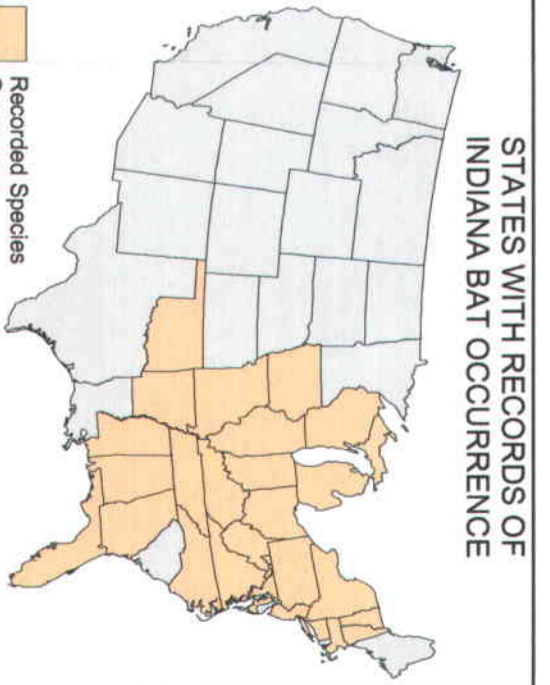 STATES WITH RECORDS OF
INDIANA BAT OCCURRENCE
Recorded Species